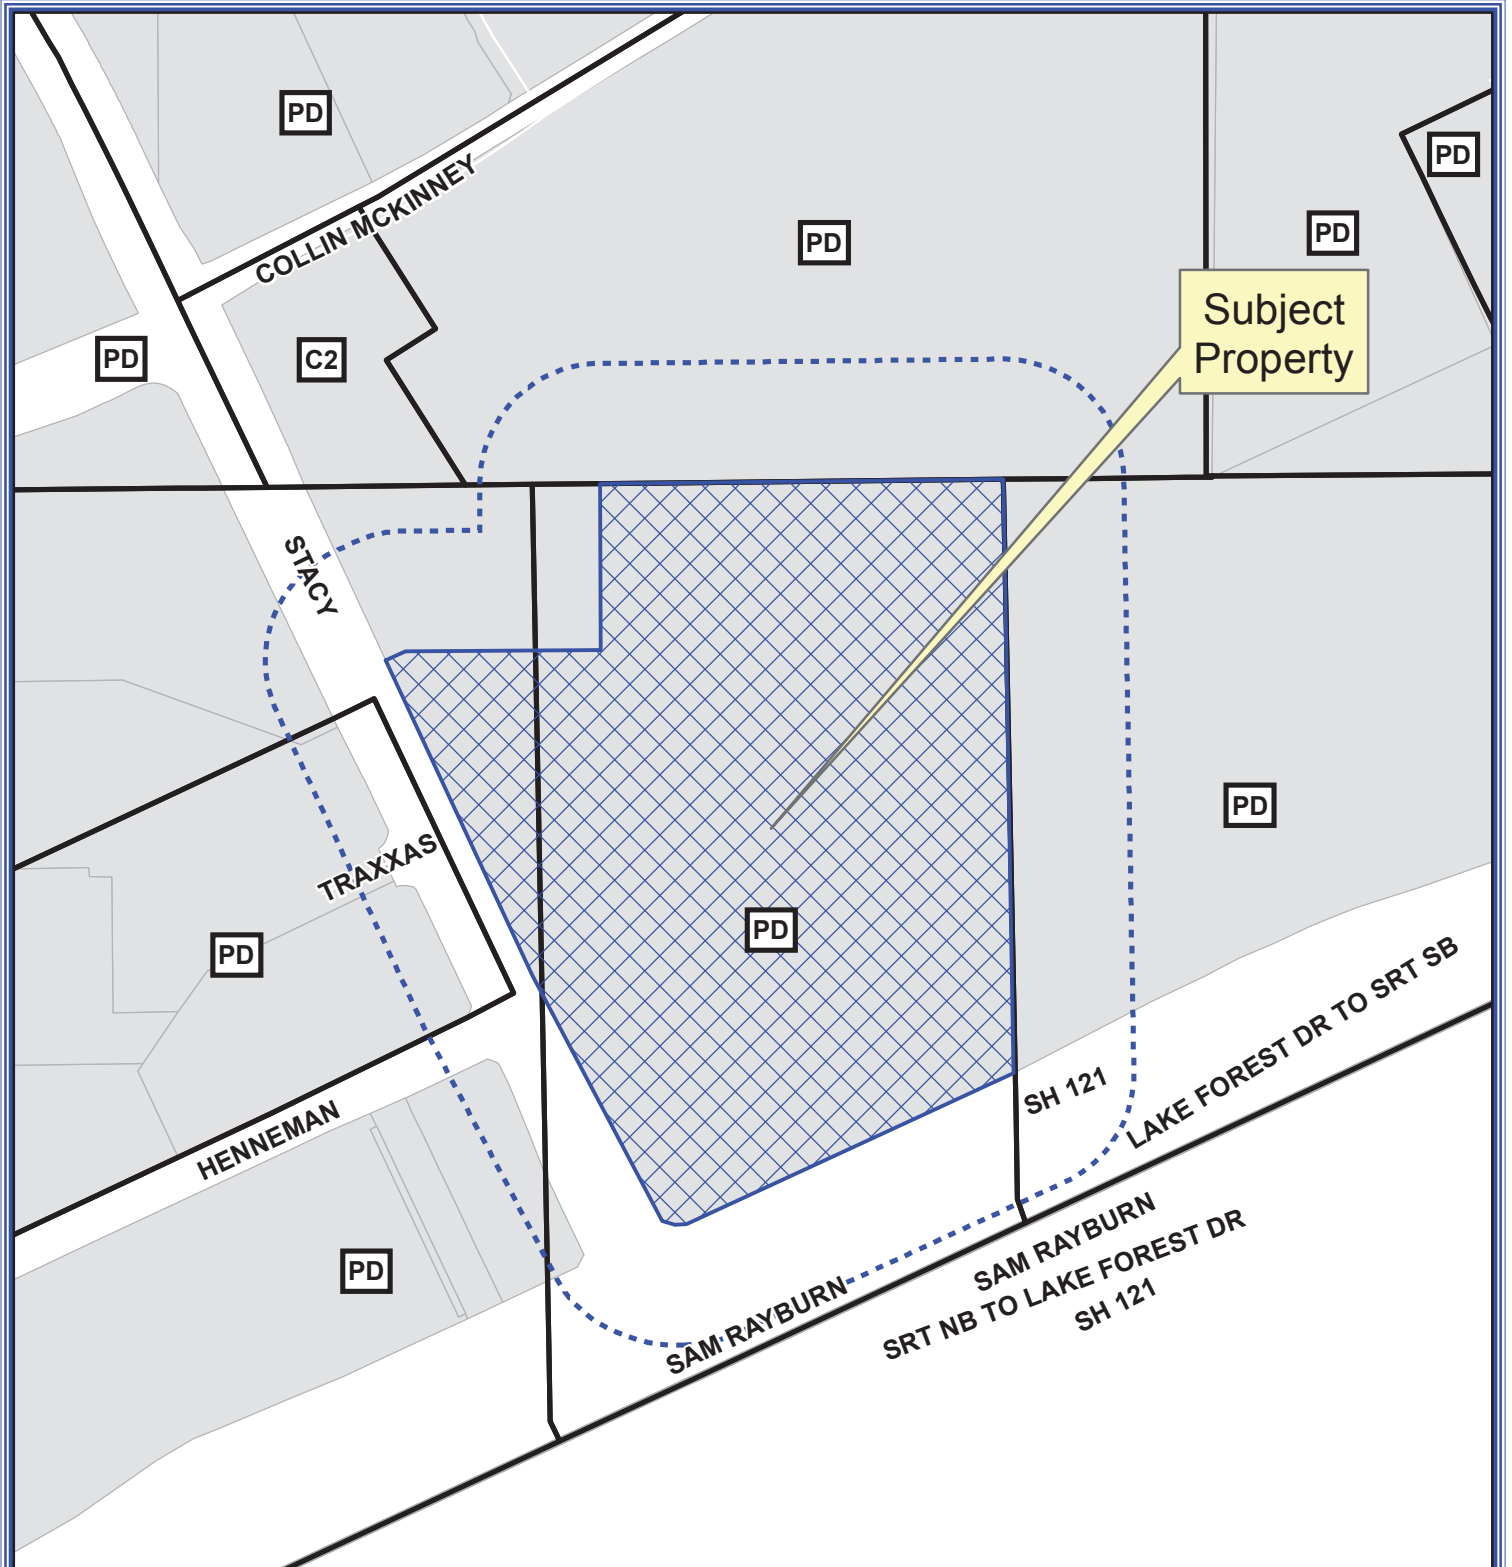 PD
COLLIN MCKINNEY
PD
PD
PD
PD
C2
Subject
Property
STACY
TRAXXAS
PD
PD
PD
HENNEMAN
PD
SH 121
LAKE FOREST DR TO SRT SB
SAM RAYBURN
SAM RAYBURN
SRT NB TO LAKE FOREST DR
SH 121